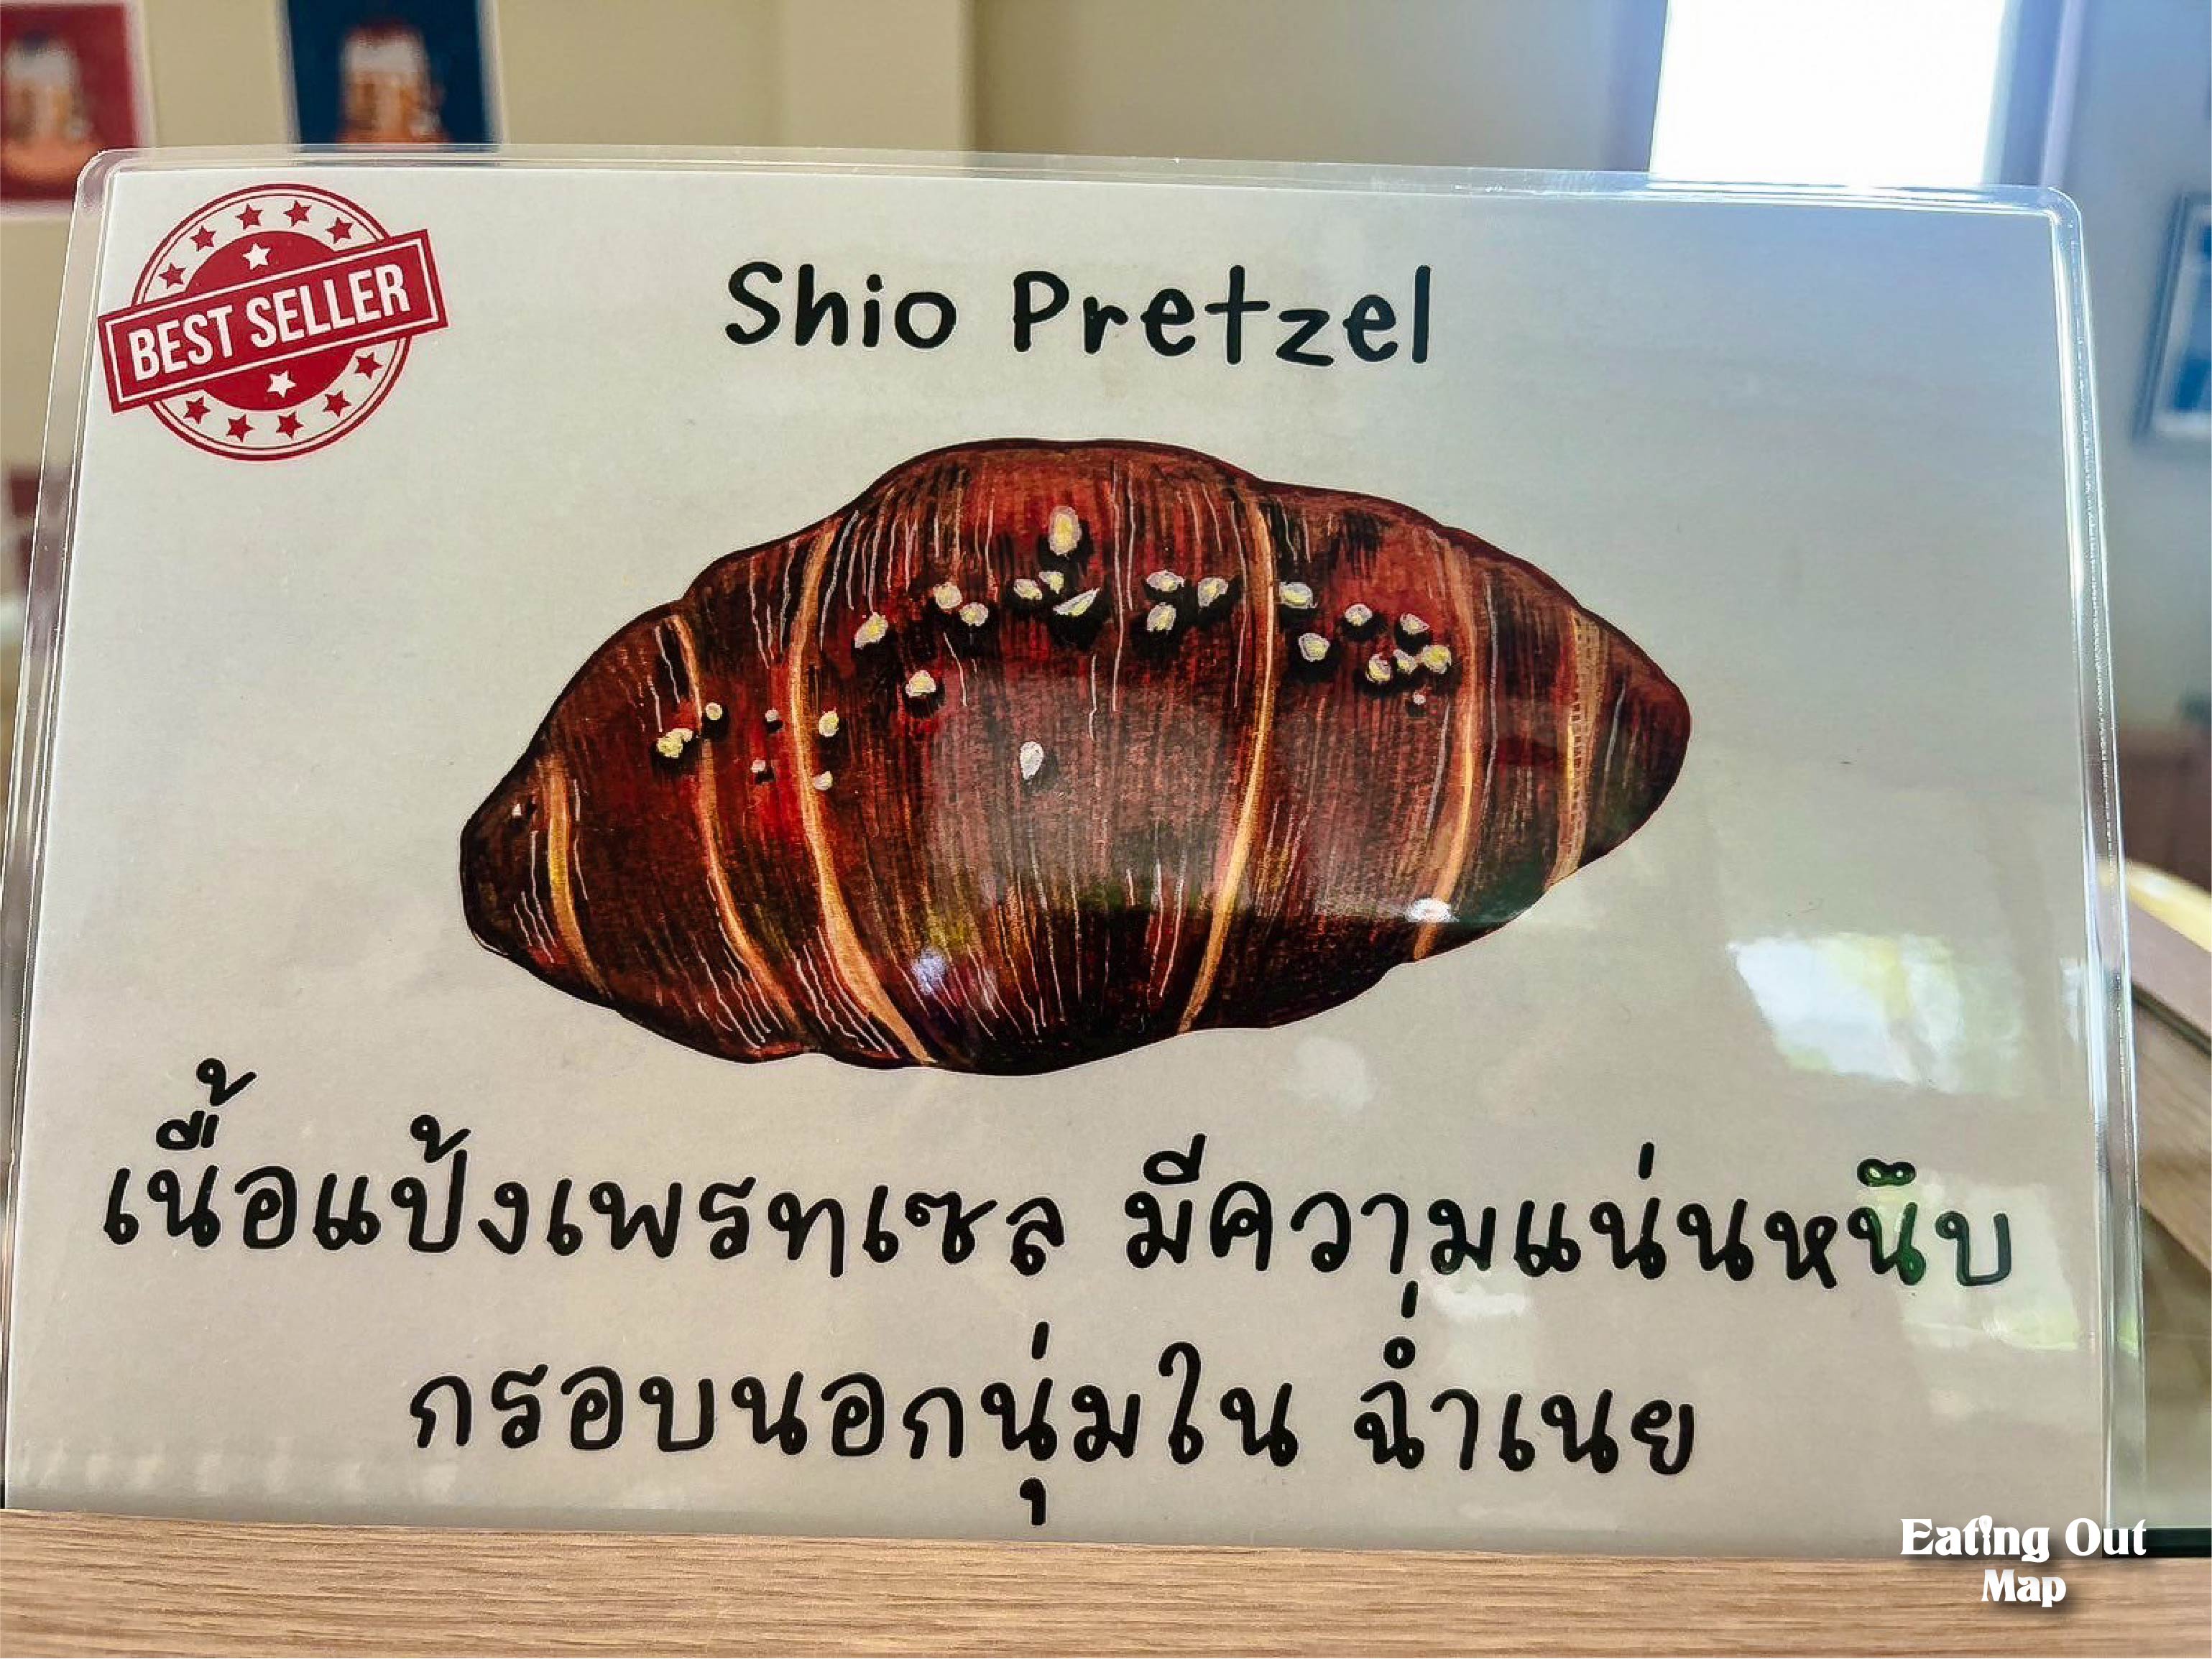 BEST SELLER
Shio Pretzel
เนื้อแป้งเพรทเซล มีความแน่นหนึบ
กรอบนอกนุ่มใน ฉ่ำเนย
Eating Out
Map